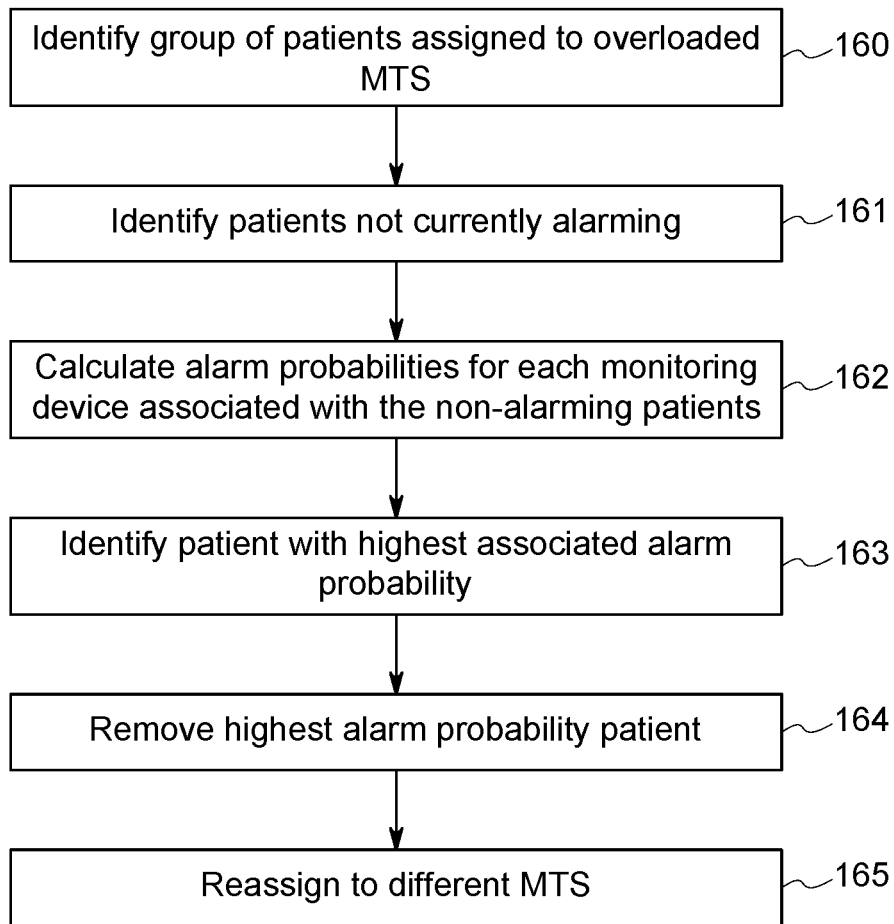 Identify group of patients assigned to overloaded
MTS
160
Identify patients not currently alarming
161
Calculate alarm probabilities for each monitoring
device associated with the non-alarming patients
162
Identify patient with highest associated alarm
probability
163
Remove highest alarm probability patient
164
Reassign to different MTS
165